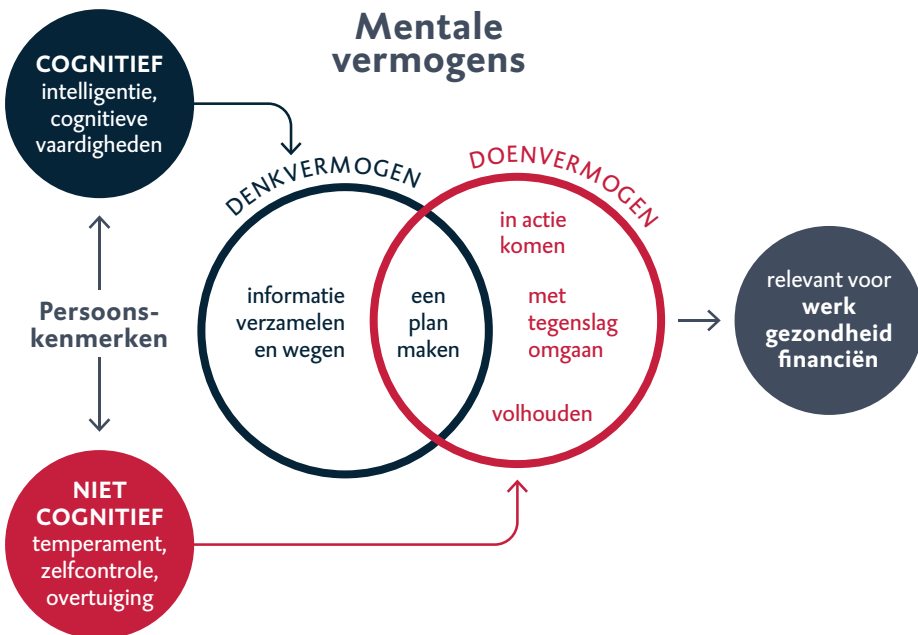 Mentale
vermogens
COGNITIEF
intelligentie,
cognitieve
vaardigheden
DENKVERMOGEN
DOENVERMOGEN
in actie
komen
informatie
verzamelen
en wegen
een
plan
maken
met
tegenslag
omgaan
volhouden
relevant voor
werk
gezondheid
financiën
Persoons-
kenmerken
NIET
COGNITIEF
temperament,
zelfcontrole,
overtuiging